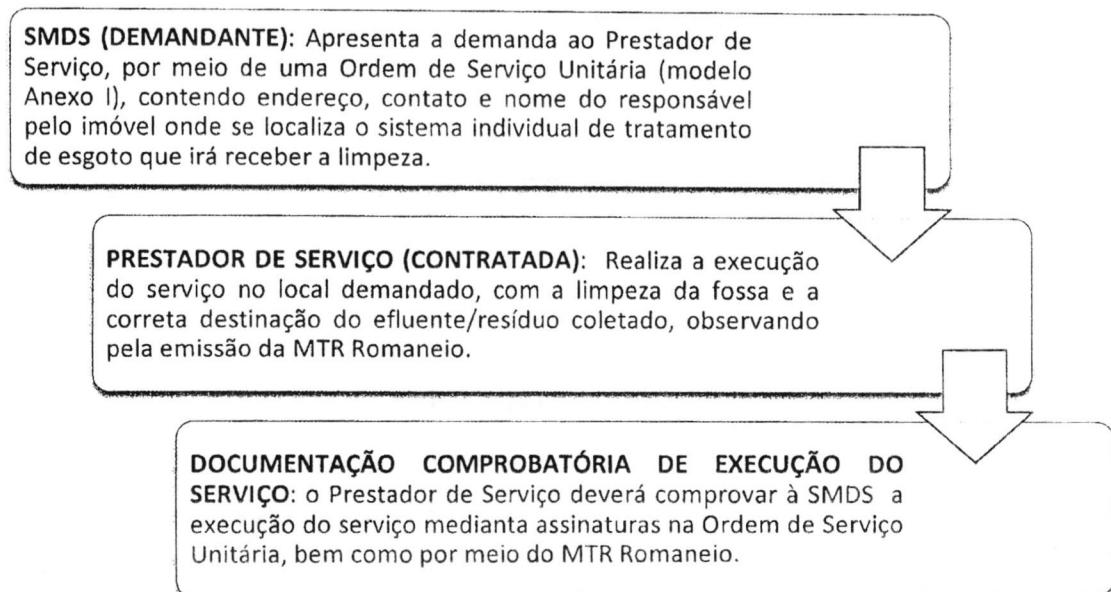 SMDS (DEMANDANTE): Apresenta a demanda ao Prestador de
Serviço, por meio de uma Ordem de Serviço Unitária (modelo
Anexo I), contendo endereço, contato e nome do responsável
pelo imóvel onde se localiza o sistema individual de tratamento
de esgoto que irá receber a limpeza.
PRESTADOR DE SERVIÇO (CONTRATADA): Realiza a execução
do serviço no local demandado, com a limpeza da fossa e a
correta destinação do efluente/resíduo coletado, observando
pela emissão da MTR Romaneio.
DOCUMENTAÇÃO COMPROBATÓRIA DE EXECUÇÃO DO
SERVIÇO: o Prestador de Serviço deverá comprovar à SMDS a
execução do serviço medianta assinaturas na Ordem de Serviço
Unitária, bem como por meio do MTR Romaneio.